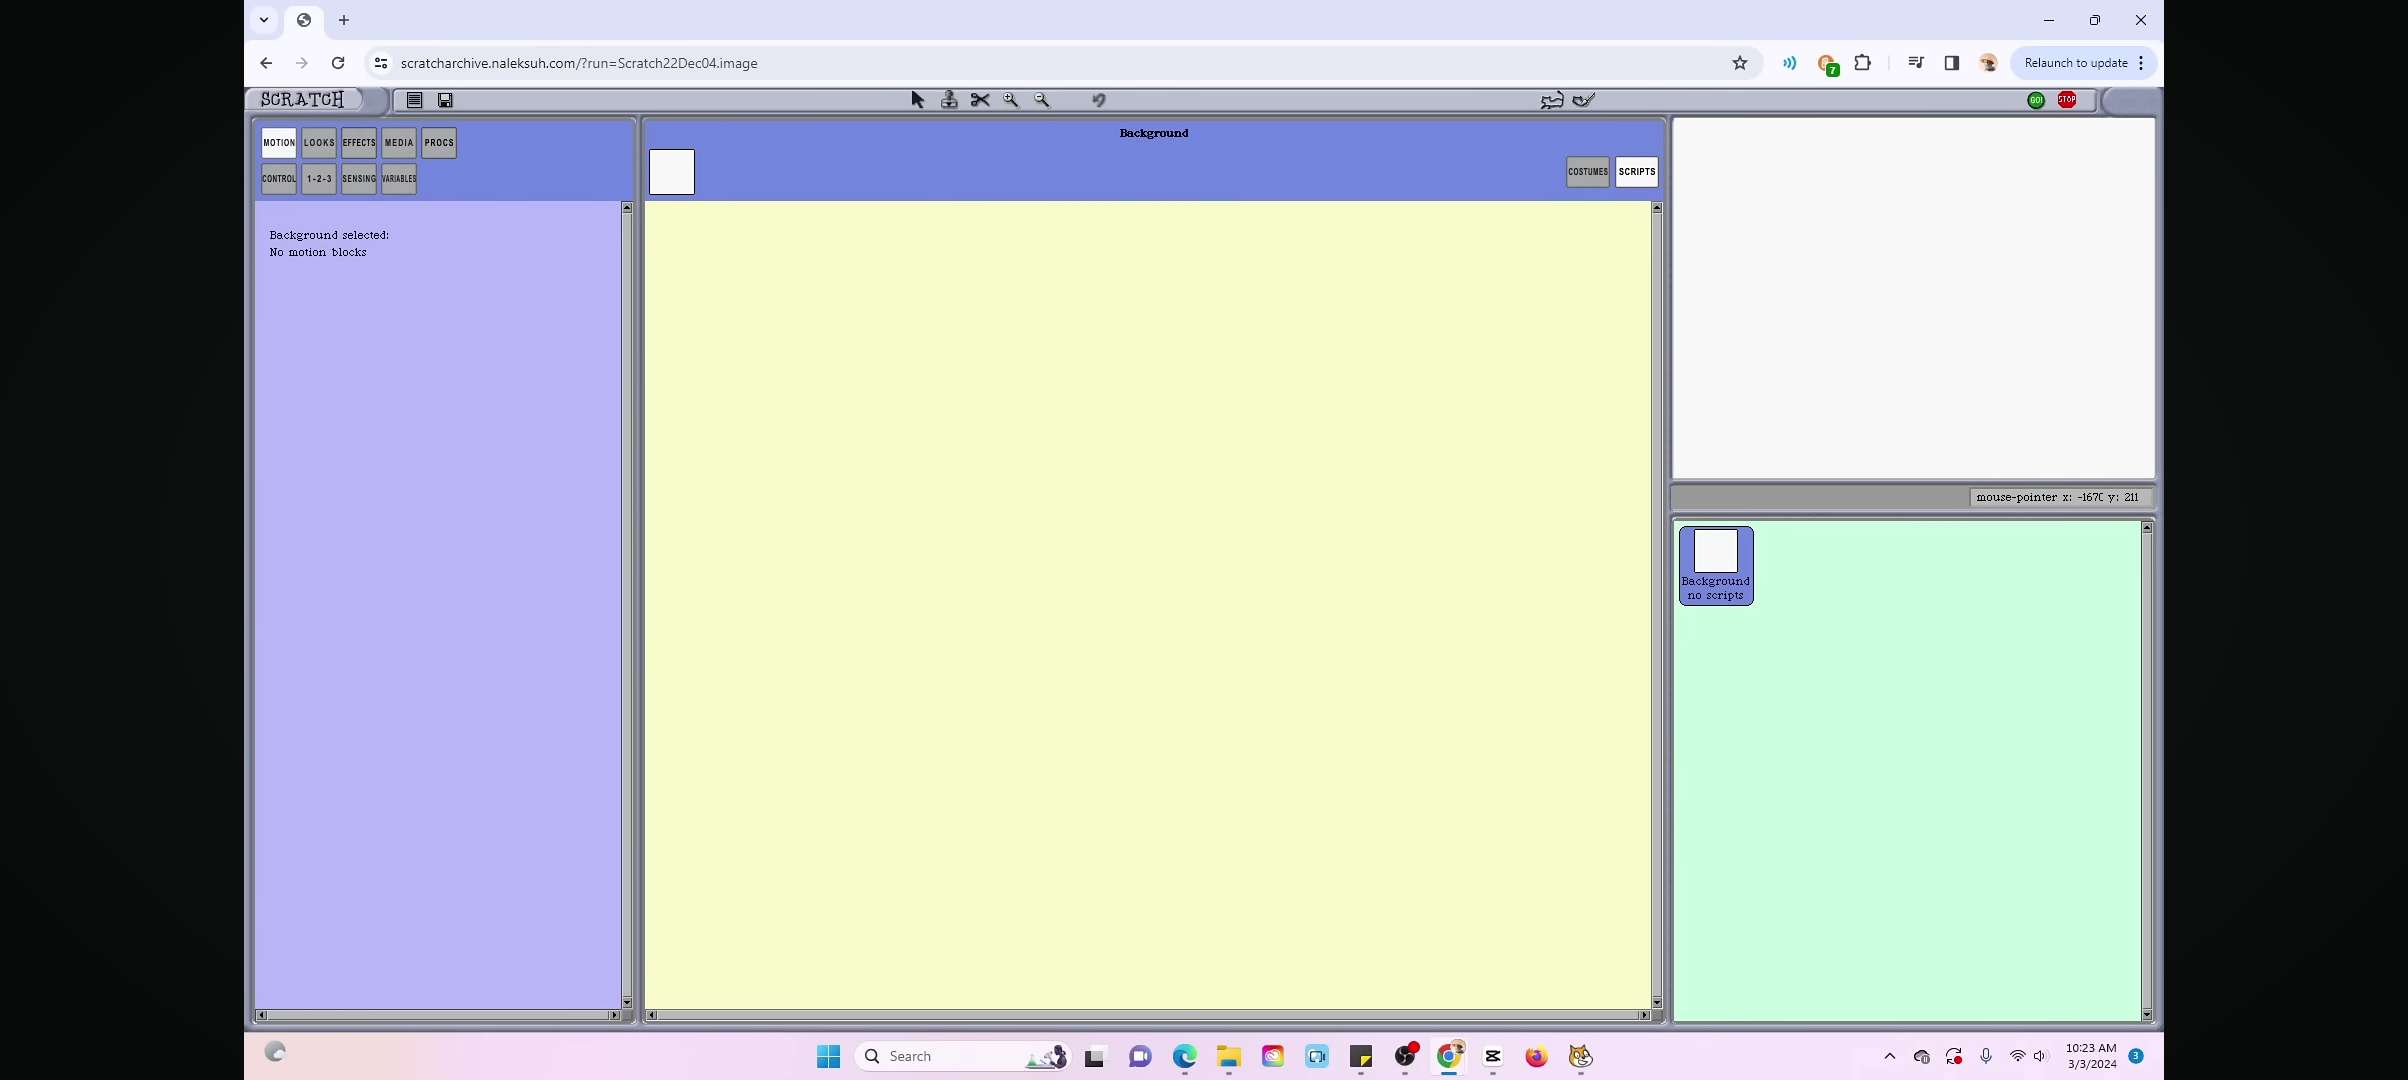 scratcharchive.naleksuh.com/?run=Scratch22Dec04.image
7
Relaunch to update
SCRATCH
GO!
STOP
MOTION LOOKS EFFECTS MEDIA PROCS
CONTROL 1-2-3 SENSING VARIABLES
Background
COSTUMES SCRIPTS
Background selected:
No motion blocks
mouse-pointer x: -1670 y: 211
Background
no scripts
Search
10:23 AM
3/3/2024
3